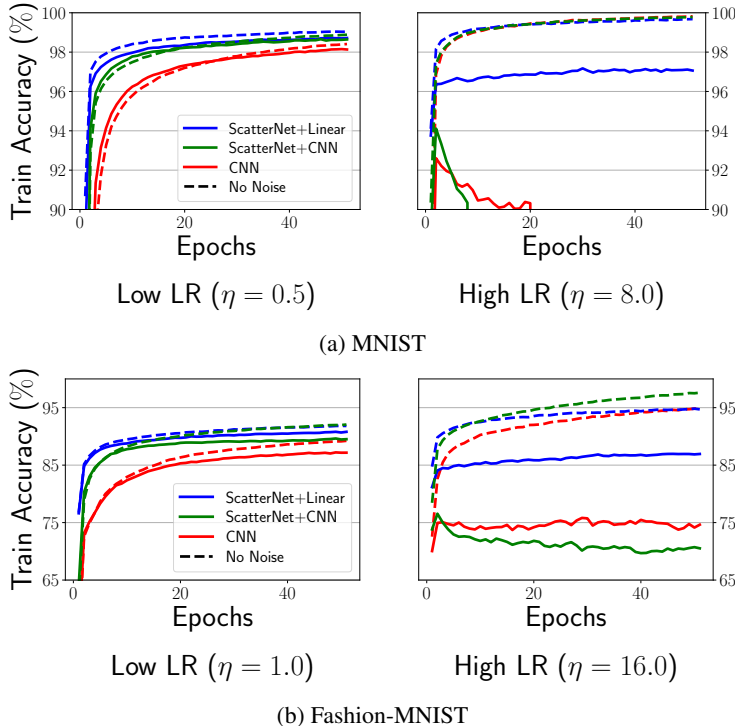 Train Accuracy (%)
100
98
96
94
92
90
0
20
40
Epochs
ScatterNet+Linear
ScatterNet+CNN
CNN
No Noise
Low LR (η = 0.5)
100
98
96
94
92
90
0
20
40
Epochs
High LR (η = 8.0)
(a) MNIST
Train Accuracy (%)
95
85
75
65
0
20
40
Epochs
ScatterNet+Linear
ScatterNet+CNN
CNN
No Noise
Low LR (η = 1.0)
95
85
75
65
0
20
40
Epochs
High LR (η = 16.0)
(b) Fashion-MNIST